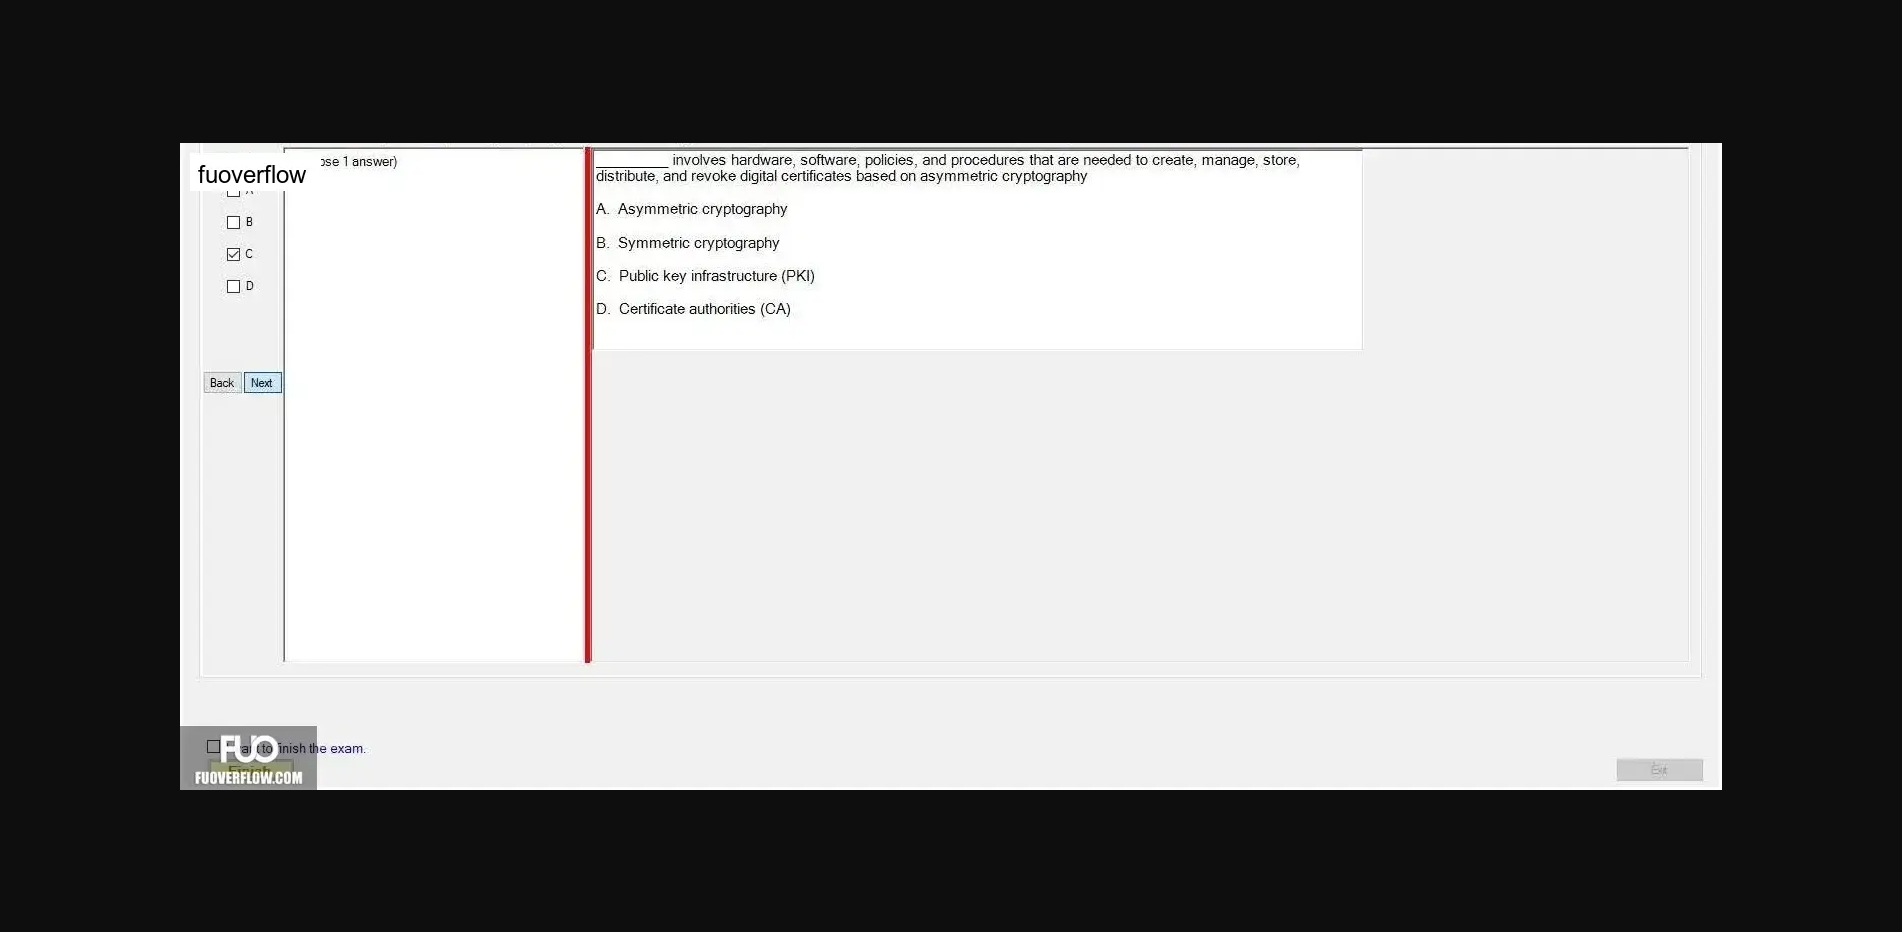 fuoverflow
ose 1 answer)
_________ involves hardware, software, policies, and procedures that are needed to create, manage, store,
distribute, and revoke digital certificates based on asymmetric cryptography
A. Asymmetric cryptography
B. Symmetric cryptography
C. Public key infrastructure (PKI)
D. Certificate authorities (CA)
A
B
C
D
Back Next
to finish the exam.
FUO
Finish
FUOVERFLOW.COM
Exit